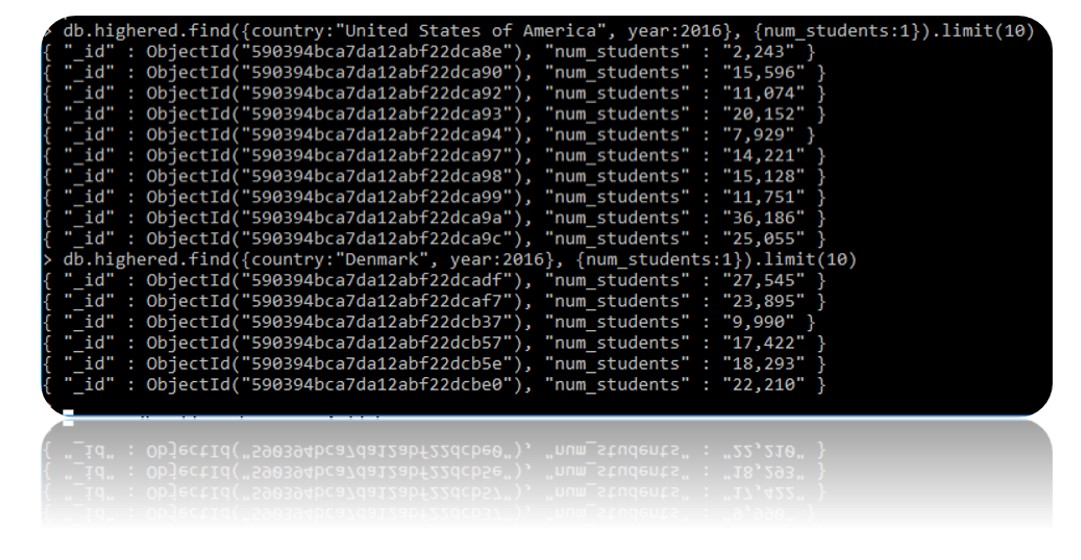 > db.highered.find({country:"United States of America", year:2016}, {num_students:1}).limit(10)
{ "_id" : ObjectId("590394bca7da12abf22dca8e"), "num_students" : "2,243" }
{ "_id" : ObjectId("590394bca7da12abf22dca90"), "num_students" : "15,596" }
{ "_id" : ObjectId("590394bca7da12abf22dca92"), "num_students" : "11,074" }
{ "_id" : ObjectId("590394bca7da12abf22dca93"), "num_students" : "20,152" }
{ "_id" : ObjectId("590394bca7da12abf22dca94"), "num_students" : "7,929" }
{ "_id" : ObjectId("590394bca7da12abf22dca97"), "num_students" : "14,221" }
{ "_id" : ObjectId("590394bca7da12abf22dca98"), "num_students" : "15,128" }
{ "_id" : ObjectId("590394bca7da12abf22dca99"), "num_students" : "11,751" }
{ "_id" : ObjectId("590394bca7da12abf22dca9a"), "num_students" : "36,186" }
{ "_id" : ObjectId("590394bca7da12abf22dca9c"), "num_students" : "25,055" }
> db.highered.find({country:"Denmark", year:2016}, {num_students:1}).limit(10)
{ "_id" : ObjectId("590394bca7da12abf22dcadf"), "num_students" : "27,545" }
{ "_id" : ObjectId("590394bca7da12abf22dcaf7"), "num_students" : "23,895" }
{ "_id" : ObjectId("590394bca7da12abf22dcb37"), "num_students" : "9,990" }
{ "_id" : ObjectId("590394bca7da12abf22dcb57"), "num_students" : "17,422" }
{ "_id" : ObjectId("590394bca7da12abf22dcb5e"), "num_students" : "18,293" }
{ "_id" : ObjectId("590394bca7da12abf22dcbe0"), "num_students" : "22,210" }